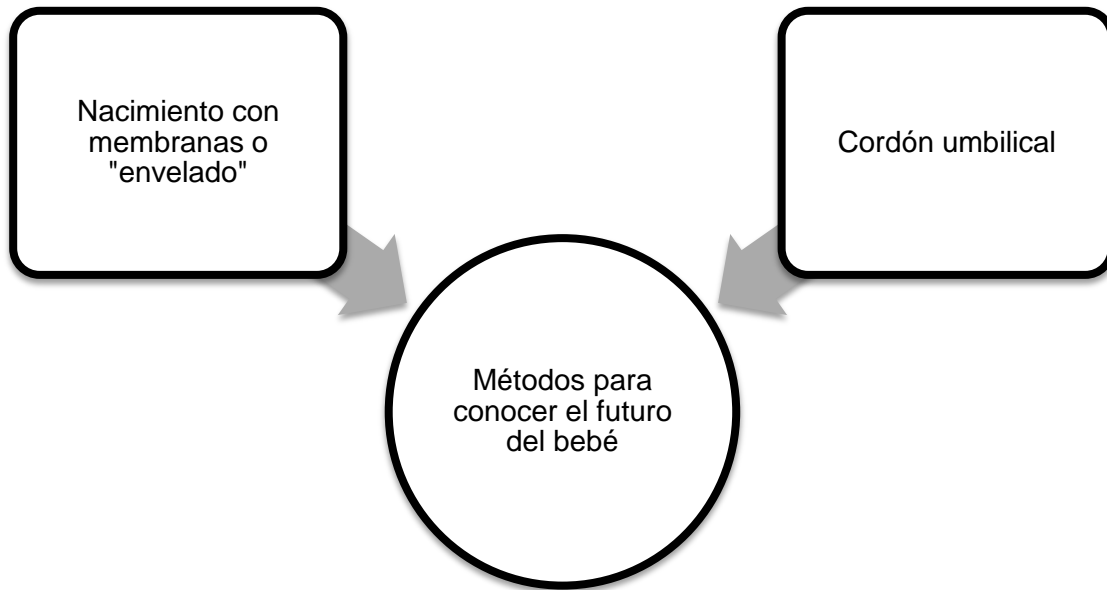 Nacimiento con
membranas o
"envelado"
Cordón umbilical
Métodos para
conocer el futuro
del bebé